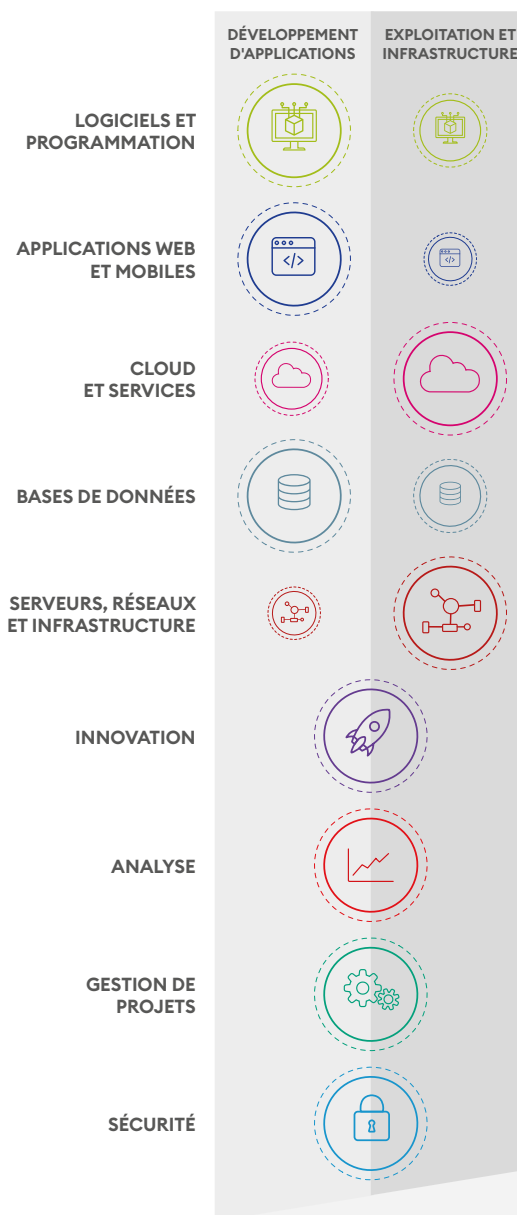 DÉVELOPPEMENT
D'APPLICATIONS
EXPLOITATION ET
INFRASTRUCTURE
LOGICIELS ET
PROGRAMMATION
APPLICATIONS WEB
ET MOBILES
</>
</>
CLOUD
ET SERVICES
BASES DE DONNÉES
SERVEURS, RÉSEAUX
ET INFRASTRUCTURE
INNOVATION
ANALYSE
GESTION DE
PROJETS
SÉCURITÉ